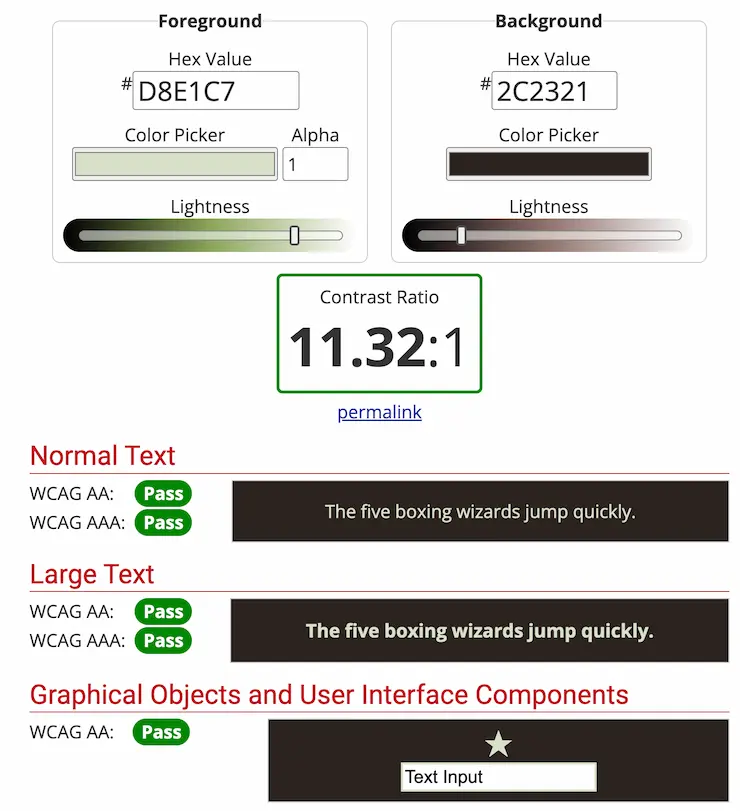 Foreground
Hex Value
# D8E1C7
Color Picker Alpha
1
Lightness
Background
Hex Value
# 2C2321
Color Picker
Lightness
Contrast Ratio
11.32:1
permalink
Normal Text
WCAG AA: Pass
WCAG AAA: Pass
The five boxing wizards jump quickly.
Large Text
WCAG AA: Pass
WCAG AAA: Pass
The five boxing wizards jump quickly.
Graphical Objects and User Interface Components
WCAG AA: Pass
Text Input